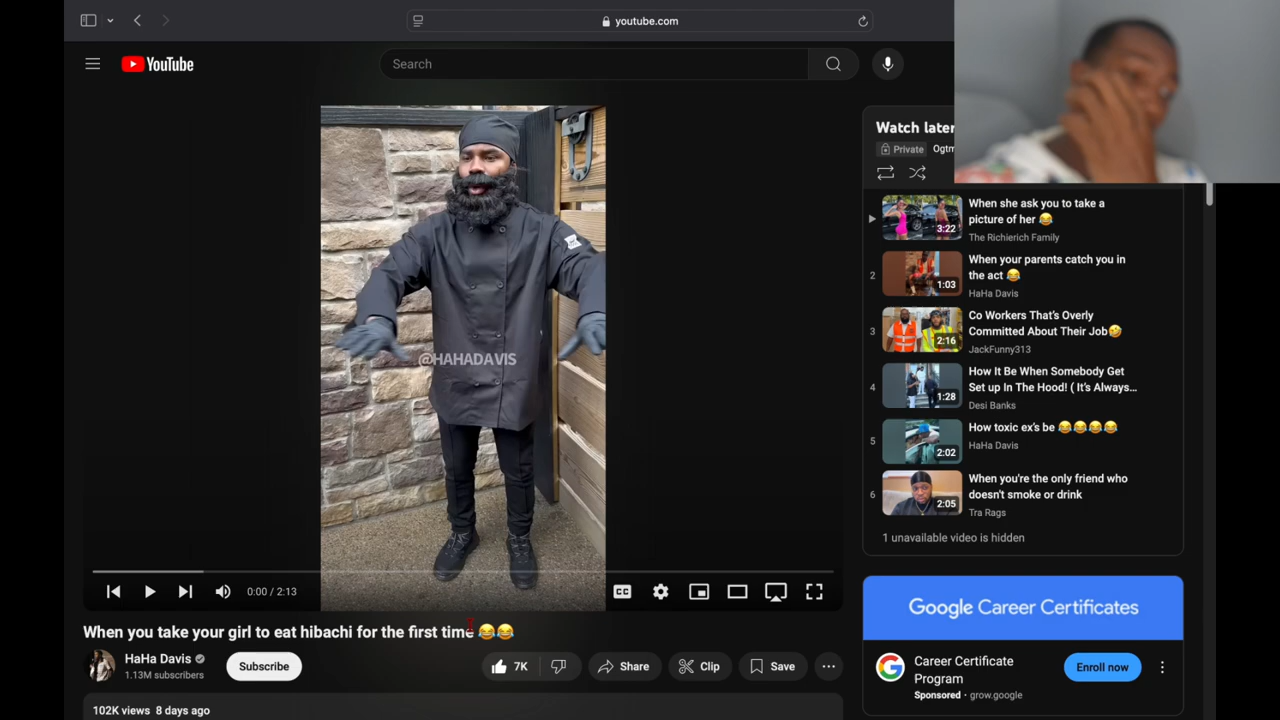 youtube.com
YouTube
Search
@HAHADAVIS
0:00 / 2:13
CC
When you take your girl to eat hibachi for the first time 😂😂
HaHa Davis
1.13M subscribers
Subscribe
7K
Share
Clip
Save
102K views 8 days ago
Watch later
Private
Ogtm
3:22
When she ask you to take a
picture of her 😂
The Richierich Family
2
1:03
When your parents catch you in
the act 😂
HaHa Davis
3
2:16
Co Workers That's Overly
Committed About Their Job🤣
JackFunny313
4
1:28
How It Be When Somebody Get
Set up In The Hood! ( It's Always...
Desi Banks
5
2:02
How toxic ex's be 😂😂😂😂
HaHa Davis
6
2:05
When you're the only friend who
doesn't smoke or drink
Tra Rags
1 unavailable video is hidden
Google Career Certificates
Career Certificate
Program
Sponsored · grow.google
Enroll now